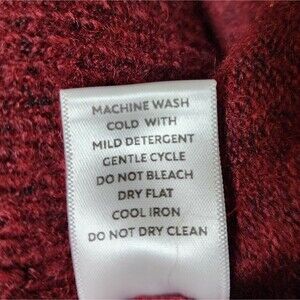 MACHINE WASH
COLD WITH
MILD DETERGENT
GENTLE CYCLE
DO NOT BLEACH
DRY FLAT
COOL IRON
DO NOT DRY CLEAN